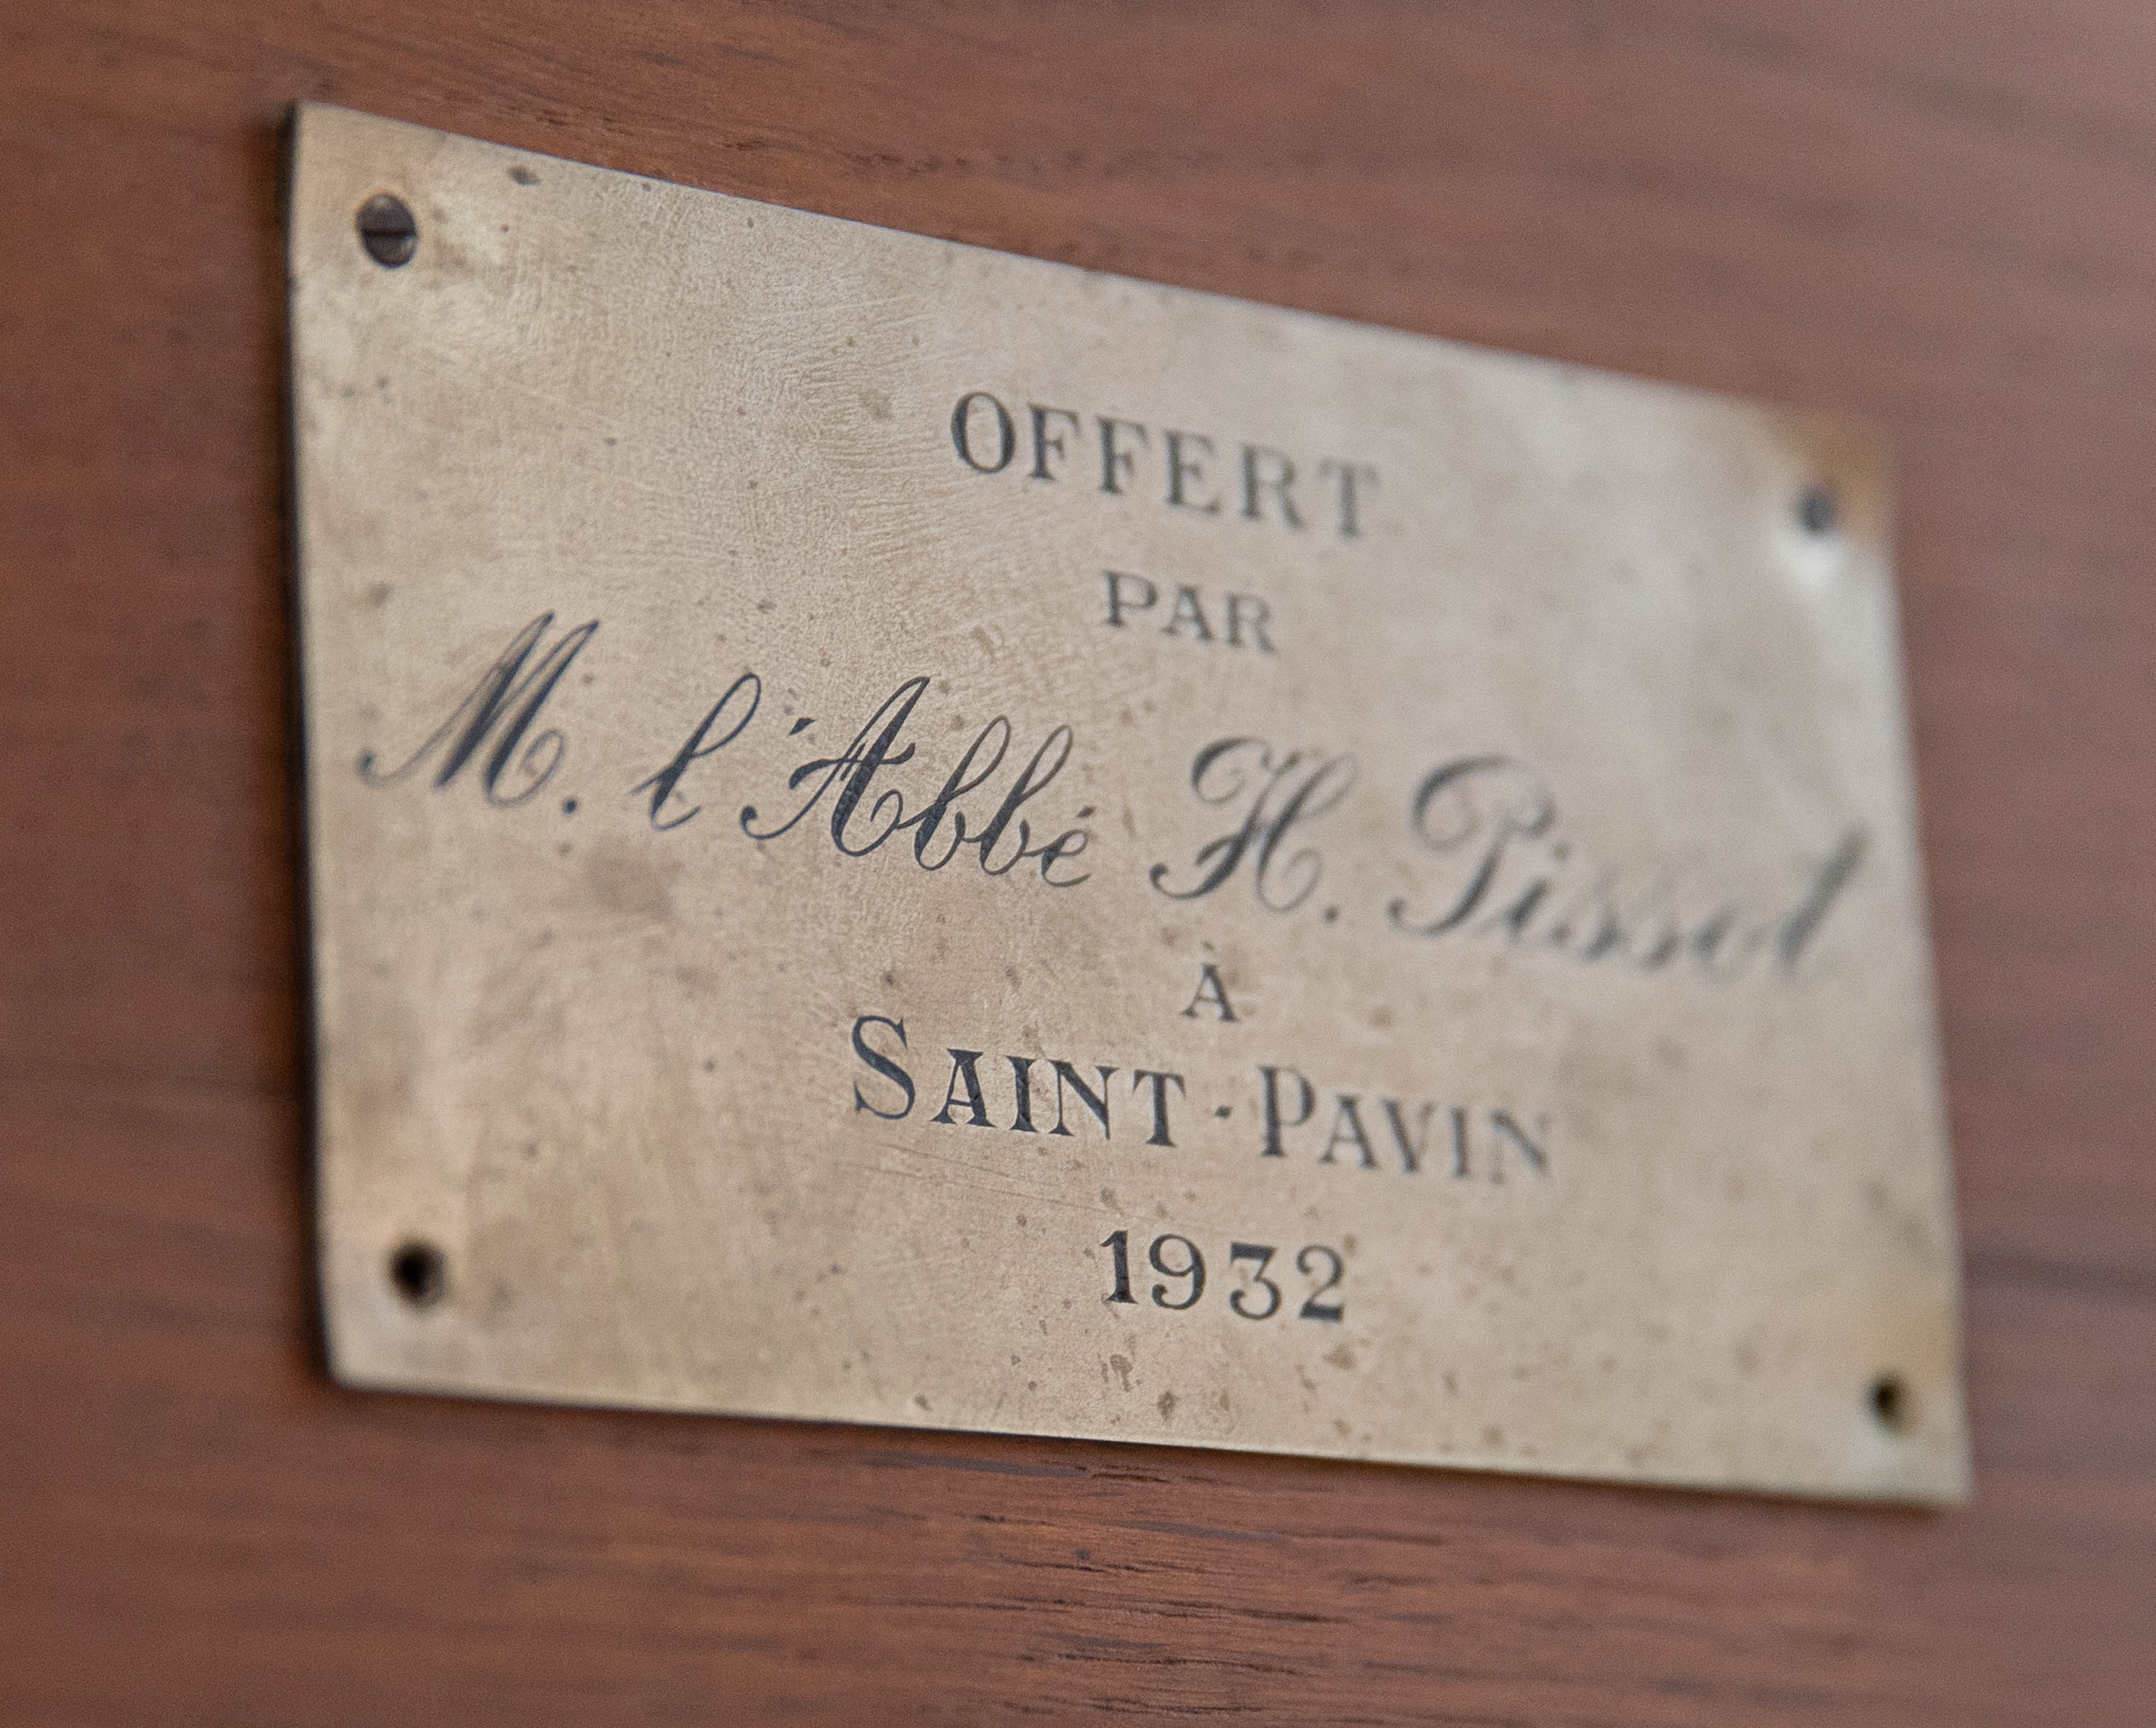 OFFERT
PAR
M. l'Abbé H. Pissot
À
SAINT-PAVIN
1932